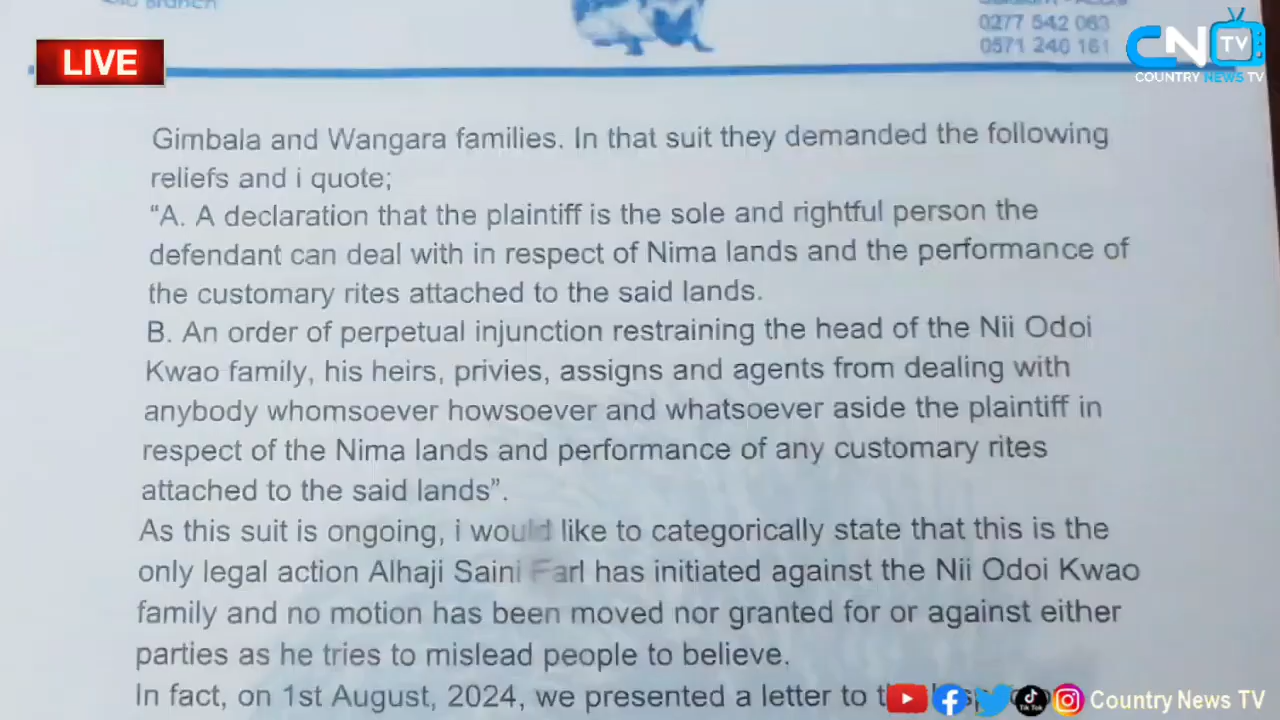 LIVE
Branch
0277 542 063
0571 240 161
CN TV
COUNTRY NEWS TV
Gimbala and Wangara families. In that suit they demanded the following
reliefs and i quote;
“A. A declaration that the plaintiff is the sole and rightful person the
defendant can deal with in respect of Nima lands and the performance of
the customary rites attached to the said lands.
B. An order of perpetual injunction restraining the head of the Nii Odoi
Kwao family, his heirs, privies, assigns and agents from dealing with
anybody whomsoever howsoever and whatsoever aside the plaintiff in
respect of the Nima lands and performance of any customary rites
attached to the said lands”.
As this suit is ongoing, i would like to categorically state that this is the
only legal action Alhaji Saini Farl has initiated against the Nii Odoi Kwao
family and no motion has been moved nor granted for or against either
parties as he tries to mislead people to believe.
In fact, on 1st August, 2024, we presented a letter to
Country News TV